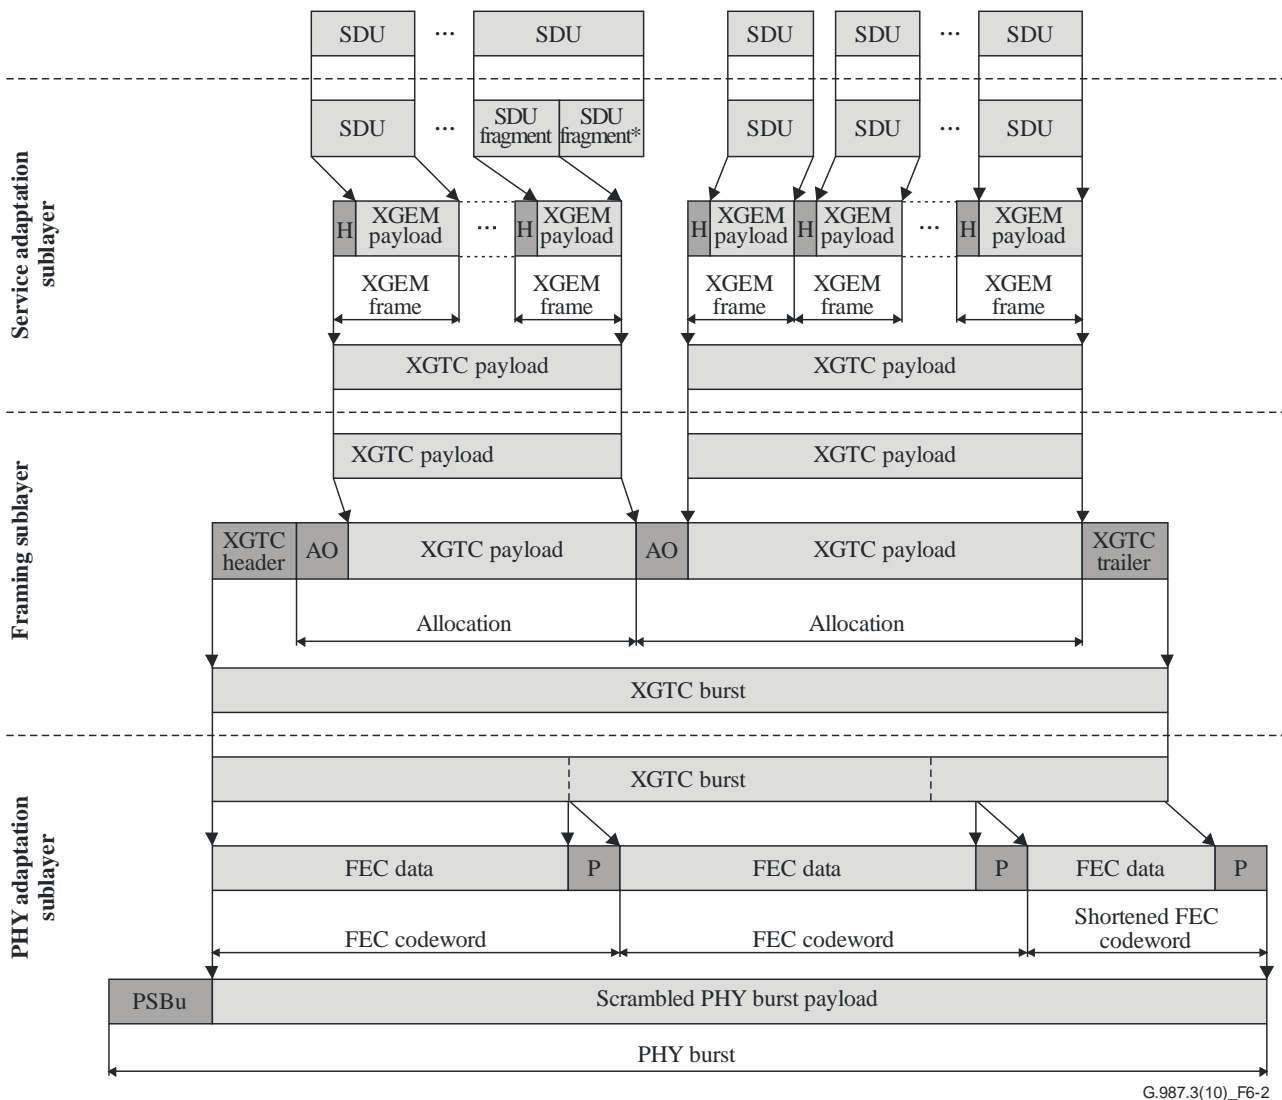 SDU ... SDU SDU SDU ... SDU
SDU ... SDU fragment SDU fragment* SDU SDU ... SDU
H XGEM payload ... H XGEM payload H XGEM payload H XGEM payload ... H XGEM payload
XGEM frame XGEM frame XGEM frame XGEM frame XGEM frame
Service adaptation
sublayer
XGTC payload XGTC payload
XGTC payload XGTC payload
Framing sublayer
XGTC header AO XGTC payload AO XGTC payload XGTC trailer
Allocation Allocation
XGTC burst
XGTC burst
PHY adaptation
sublayer
FEC data P FEC data P FEC data P
FEC codeword FEC codeword Shortened FEC codeword
PSBu Scrambled PHY burst payload
PHY burst
G.987.3(10)_F6-2